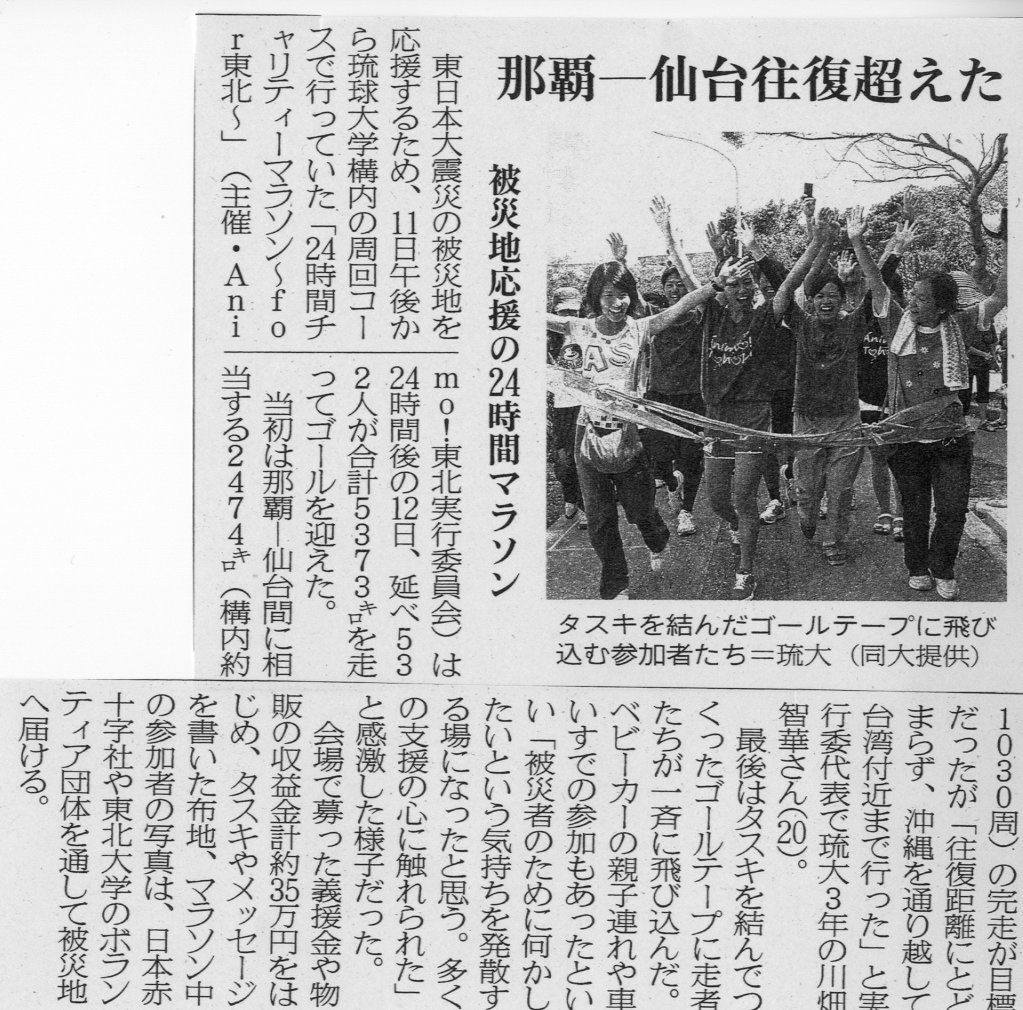 那覇―仙台往復超えた
被災地応援の24時間マラソン
タスキを結んだゴールテープに飛び
込む参加者たち＝琉大（同大提供）
東日本大震災の被災地を
応援するため、11日午後か
ら琉球大学構内の周回コー
スで行っていた「24時間チ
ャリティーマラソン～fo
r東北～」（主催・Ani
mo！東北実行委員会）は
24時間後の12日、延べ53
2人が合計5373㌔を走
ってゴールを迎えた。
当初は那覇―仙台間に相
当する2474㌔（構内約
1030周）の完走が目標
だったが「往復距離にとど
まらず、沖縄を通り越して
台湾付近まで行った」と実
行委代表で琉大3年の川畑
智華さん(20)。
最後はタスキを結んでつ
くったゴールテープに走者
たちが一斉に飛び込んだ。
ベビーカーの親子連れや車
いすでの参加もあったとい
い「被災者のために何かし
たいという気持ちを発散す
る場になったと思う。多く
の支援の心に触れられた」
と感激した様子だった。
会場で募った義援金や物
販の収益金計約35万円をは
じめ、タスキやメッセージ
を書いた布地、マラソン中
の参加者の写真は、日本赤
十字社や東北大学のボラン
ティア団体を通して被災地
へ届ける。